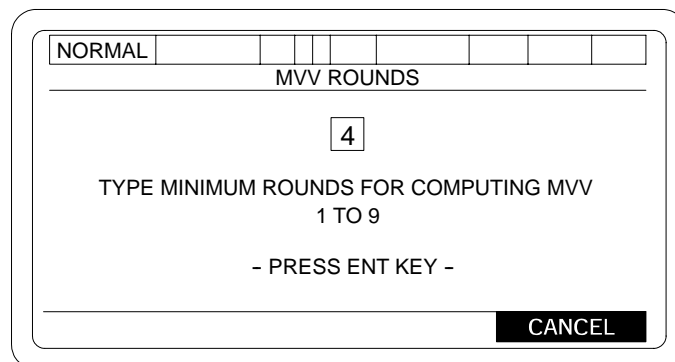 NORMAL
MVV ROUNDS
4
TYPE MINIMUM ROUNDS FOR COMPUTING MVV
1 TO 9
- PRESS ENT KEY -
CANCEL